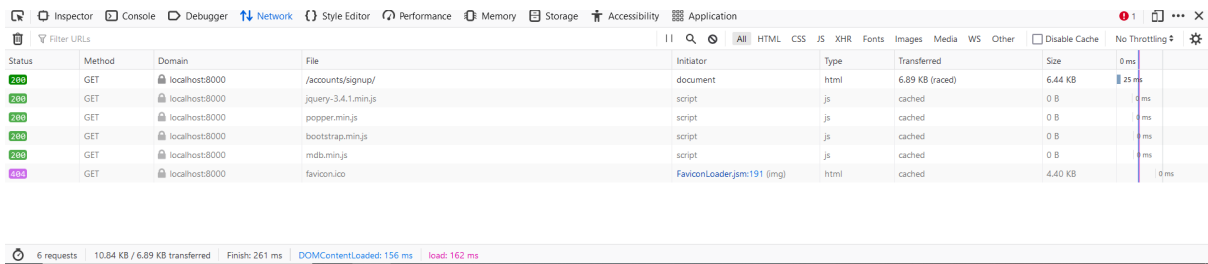 Inspector Console Debugger Network Style Editor Performance Memory Storage Accessibility Application 1
Filter URLs All HTML CSS JS XHR Fonts Images Media WS Other Disable Cache No Throttling
Status Method Domain File Initiator Type Transferred Size 0 ms
200 GET localhost:8000 /accounts/signup/ document html 6.89 KB (raced) 6.44 KB 25 ms
200 GET localhost:8000 jquery-3.4.1.min.js script js cached 0 B 0 ms
200 GET localhost:8000 popper.min.js script js cached 0 B 0 ms
200 GET localhost:8000 bootstrap.min.js script js cached 0 B 0 ms
200 GET localhost:8000 mdb.min.js script js cached 0 B 0 ms
404 GET localhost:8000 favicon.ico FaviconLoader.jsm:191 (img) html cached 4.40 KB 0 ms
6 requests 10.84 KB / 6.89 KB transferred Finish: 261 ms DOMContentLoaded: 156 ms load: 162 ms